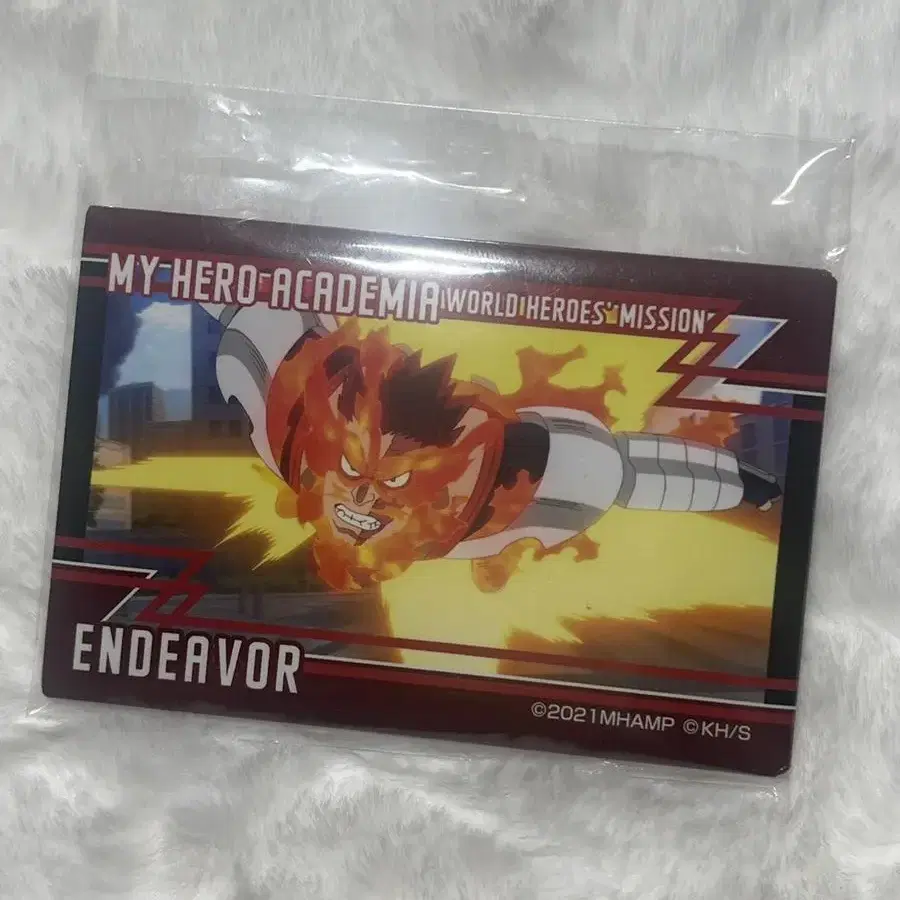 MY HERO ACADEMIA WORLD HEROES' MISSION
ENDEAVOR
©2021MHAMP ©KH/S